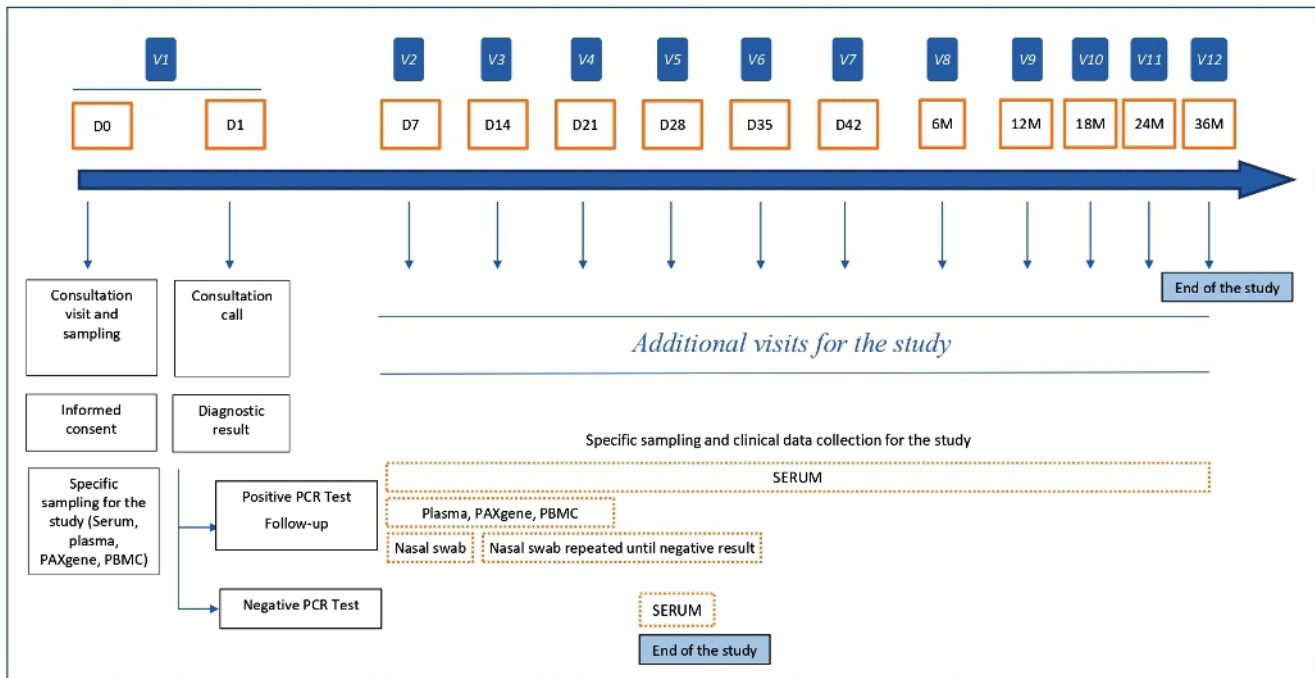 V1 V2 V3 V4 V5 V6 V7 V8 V9 V10 V11 V12
D0 D1 D7 D14 D21 D28 D35 D42 6M 12M 18M 24M 36M
Consultation
visit and
sampling
Consultation
call
End of the study
Additional visits for the study
Informed
consent
Diagnostic
result
Specific sampling and clinical data collection for the study
Specific
sampling for
the study
(Serum,
plasma,
PAXgene, PBMC)
Positive PCR Test
Follow-up
SERUM
Plasma, PAXgene, PBMC
Nasal swab
Nasal swab repeated until negative result
Negative PCR Test
SERUM
End of the study